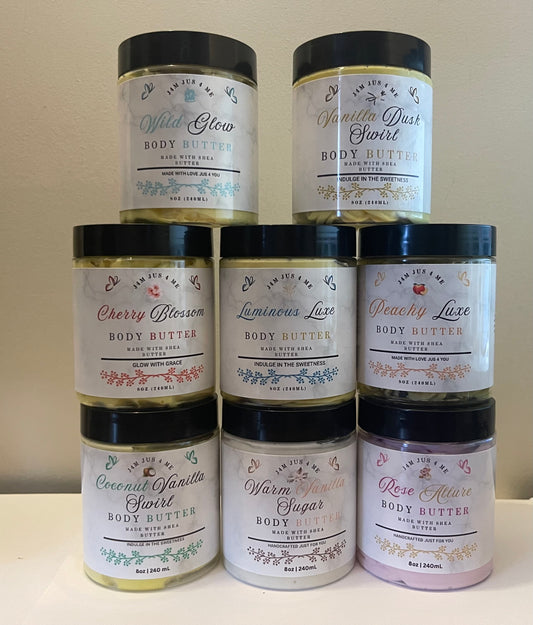 JAM JUS 4 ME
Wild Glow
BODY BUTTER
MADE WITH SHEA
BUTTER
MADE WITH LOVE JUS 4 YOU
8OZ (240ML)
JAM JUS 4 ME
Vanilla Dusk
Swirl
BODY BUTTER
MADE WITH SHEA
BUTTER
INDULGE IN THE SWEETNESS
8OZ (240ML)
JAM JUS 4 ME
Cherry Blossom
BODY BUTTER
MADE WITH SHEA
BUTTER
GLOW WITH GRACE
8OZ (240ML)
JAM JUS 4 ME
Luminous Luxe
BODY BUTTER
MADE WITH SHEA
BUTTER
INDULGE IN THE SWEETNESS
8OZ (240ML)
JAM JUS 4 ME
Peachy Luxe
BODY BUTTER
MADE WITH SHEA
BUTTER
MADE WITH LOVE JUS 4 YOU
8OZ (240ML)
JAM JUS 4 ME
Coconut Vanilla
Swirl
BODY BUTTER
MADE WITH SHEA
BUTTER
INDULGE IN THE SWEETNESS
8oz | 240 mL
JAM JUS 4 ME
Warm Vanilla
Sugar
BODY BUTTER
MADE WITH SHEA
BUTTER
HANDCRAFTED JUST FOR YOU
8oz | 240mL
JAM JUS 4 ME
Rose Allure
BODY BUTTER
MADE WITH SHEA
BUTTER
HANDCRAFTED JUST FOR YOU
8oz | 240mL